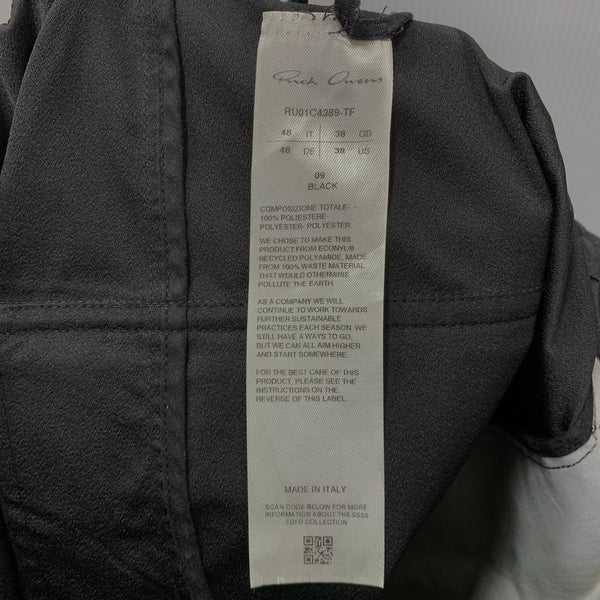 Rick Owens
RU01C4389-TF
48 IT 38 GB
48 DE 38 US
09
BLACK
COMPOSIZIONE TOTALE-
100% POLIESTERE-
POLYESTER- POLYESTER
WE CHOSE TO MAKE THIS
PRODUCT FROM ECONYL®
RECYCLED POLYAMIDE, MADE
FROM 100% WASTE MATERIAL
THAT WOULD OTHERWISE
POLLUTE THE EARTH.
AS A COMPANY WE WILL
CONTINUE TO WORK TOWARDS
FURTHER SUSTAINABLE
PRACTICES EACH SEASON. WE
STILL HAVE A WAYS TO GO,
BUT WE CAN ALL AIM HIGHER
AND START SOMEWHERE.
FOR THE BEST CARE OF THIS
PRODUCT, PLEASE SEE THE
INSTRUCTIONS ON THE
REVERSE OF THIS LABEL.
MADE IN ITALY
SCAN CODE BELOW FOR MORE
INFORMATION ABOUT THE SS23
EDFU COLLECTION